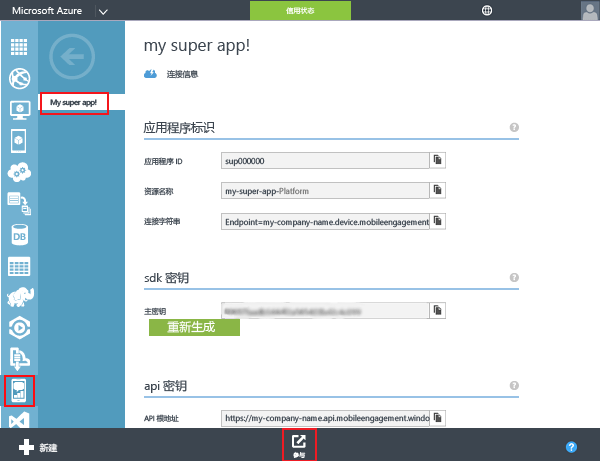 Microsoft Azure
信用状态
My super app!
my super app!
连接信息
应用程序标识
应用程序 ID
sup000000
资源名称
my-super-app-Platform
连接字符串
Endpoint=my-company-name.device.mobileengagement
sdk 密钥
主密钥
重新生成
api 密钥
API 根地址
https://my-company-name.api.mobileengagement.windo
DB
新建
参与